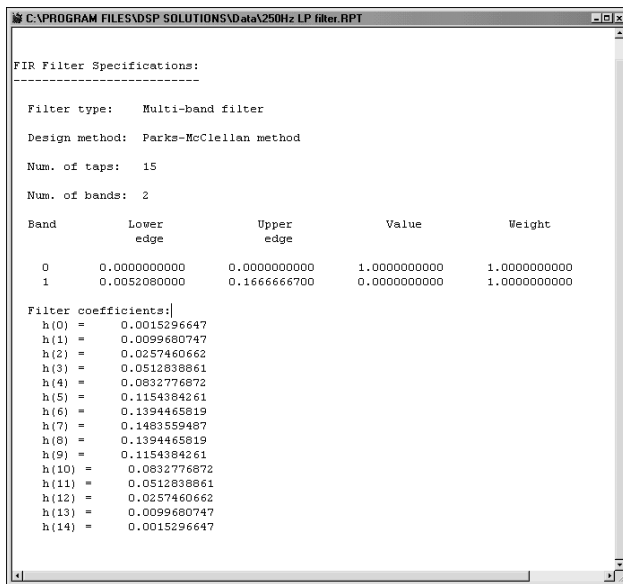 C:\PROGRAM FILES\DSP SOLUTIONS\Data\250Hz LP filter.RPT
FIR Filter Specifications:
--------------------------
Filter type: Multi-band filter
Design method: Parks-McClellan method
Num. of taps: 15
Num. of bands: 2
Band Lower Upper Value Weight
edge edge
0 0.0000000000 0.0000000000 1.0000000000 1.0000000000
1 0.0052080000 0.1666666700 0.0000000000 1.0000000000
Filter coefficients:
h(0) = 0.0015296647
h(1) = 0.0099680747
h(2) = 0.0257460662
h(3) = 0.0512838861
h(4) = 0.0832776872
h(5) = 0.1154384261
h(6) = 0.1394465819
h(7) = 0.1483559487
h(8) = 0.1394465819
h(9) = 0.1154384261
h(10) = 0.0832776872
h(11) = 0.0512838861
h(12) = 0.0257460662
h(13) = 0.0099680747
h(14) = 0.0015296647